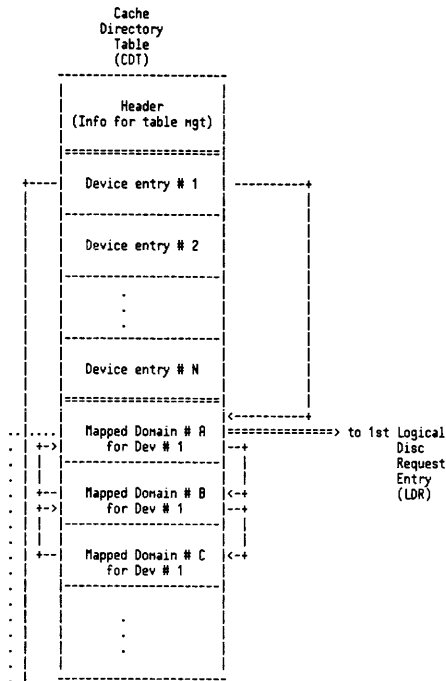 Cache
Directory
Table
(CDT)
Header
(Info for table mgt)
Device entry # 1
Device entry # 2
.
.
.
Device entry # N
Mapped Domain # A
for Dev # 1
to 1st Logical
Disc
Request
Entry
(LDR)
Mapped Domain # B
for Dev # 1
Mapped Domain # C
for Dev # 1
.
.
.